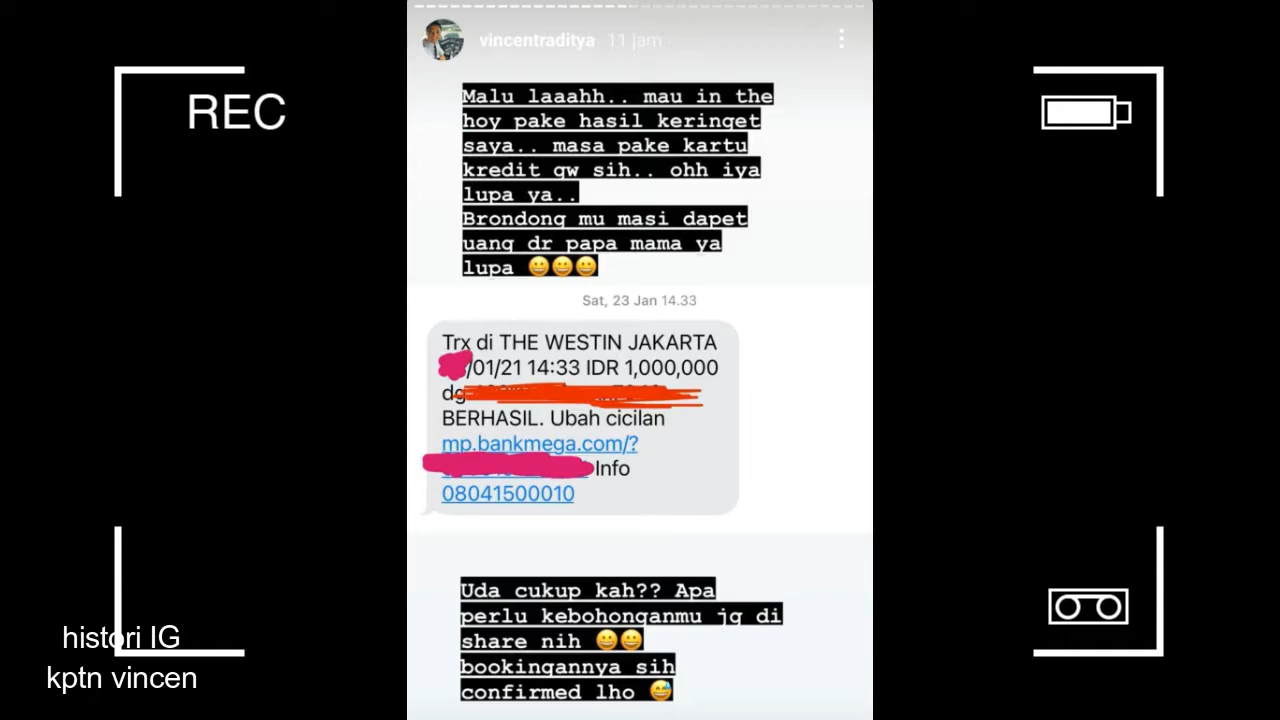 vincentraditya 11 jam
REC
Malu laaahh.. mau in the
hoy pake hasil keringet
saya.. masa pake kartu
kredit gw sih.. ohh iya
lupa ya..
Brondong mu masi dapet
uang dr papa mama ya
lupa 😀😀😀
Sat, 23 Jan 14.33
Trx di THE WESTIN JAKARTA
/01/21 14:33 IDR 1,000,000
dg
BERHASIL. Ubah cicilan
mp.bankmega.com/?
Info
08041500010
Uda cukup kah?? Apa
perlu kebohonganmu jg di
share nih 😀😀
bookingannya sih
confirmed lho 😅
histori IG
kptn vincen